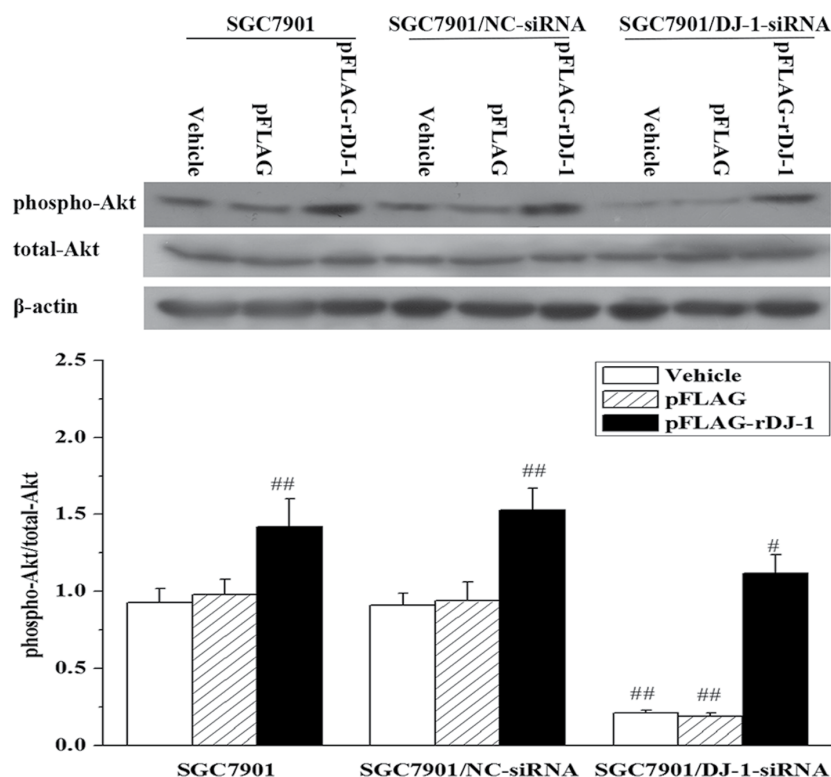 SGC7901 SGC7901/NC-siRNA SGC7901/DJ-1-siRNA
Vehicle pFLAG pFLAG-rDJ-1 Vehicle pFLAG pFLAG-rDJ-1 Vehicle pFLAG pFLAG-rDJ-1
phospho-Akt
total-Akt
β-actin
2.5
2.0
1.5
1.0
0.5
0.0
phospho-Akt/total-Akt
Vehicle
pFLAG
pFLAG-rDJ-1
## ## #
## ##
SGC7901 SGC7901/NC-siRNA SGC7901/DJ-1-siRNA